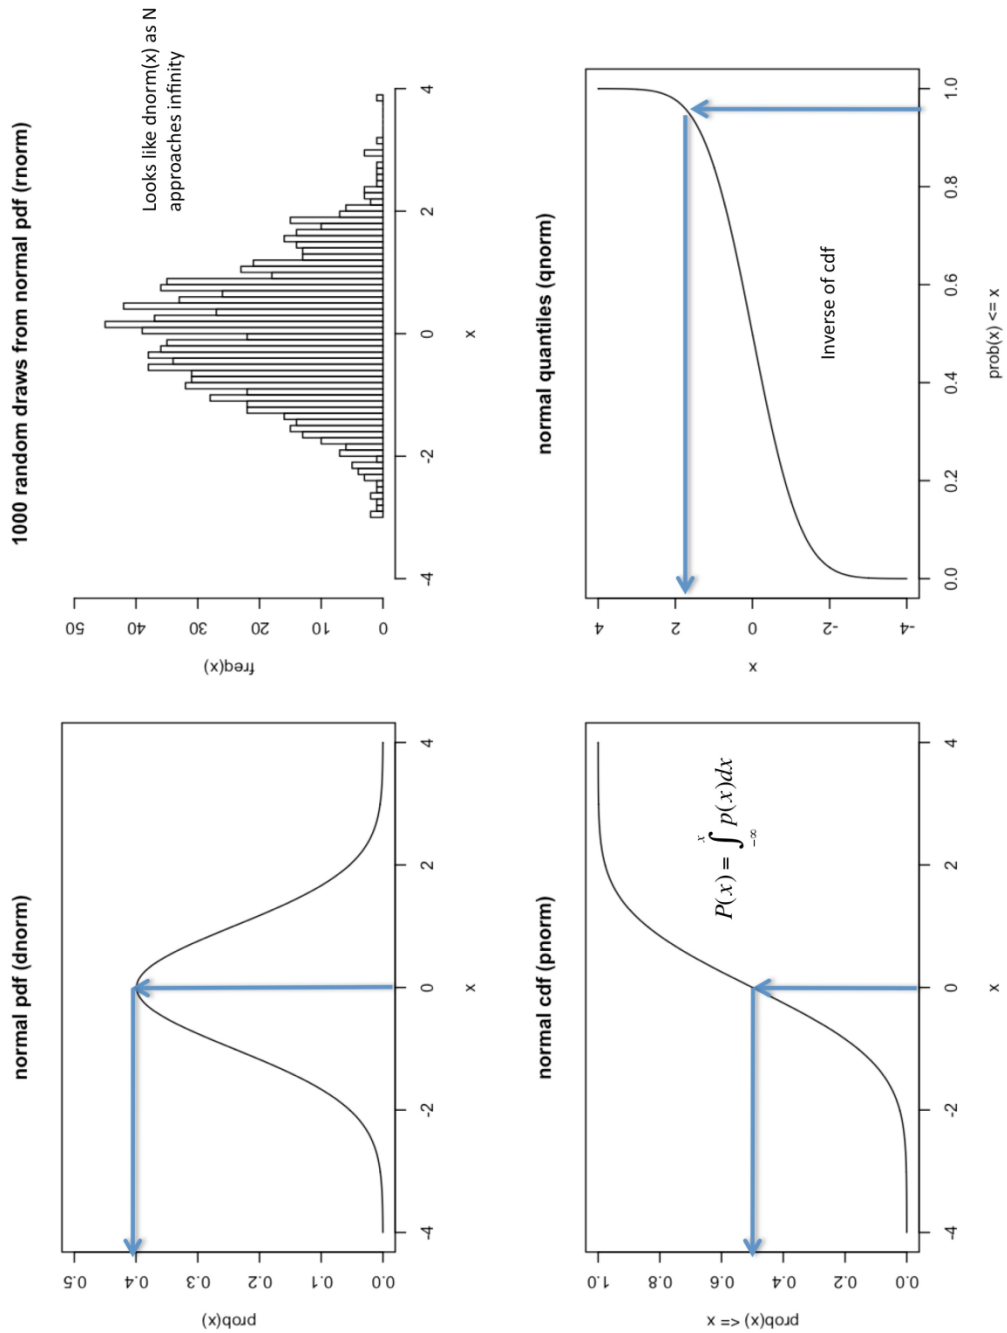 normal pdf (dnorm)
prob(x)
0.0
0.1
0.2
0.3
0.4
0.5
-4
-2
0
2
4
x
1000 random draws from normal pdf (rnorm)
Looks like dnorm(x) as N
approaches infinity
freq(x)
0
10
20
30
40
50
-4
-2
0
2
4
x
normal cdf (pnorm)
P(x) = ∫_{-∞}^{x} p(x)dx
prob(x) <= x
0.0
0.2
0.4
0.6
0.8
1.0
-4
-2
0
2
4
x
normal quantiles (qnorm)
Inverse of cdf
x
-4
-2
0
2
4
0.0
0.2
0.4
0.6
0.8
1.0
prob(x) <= x